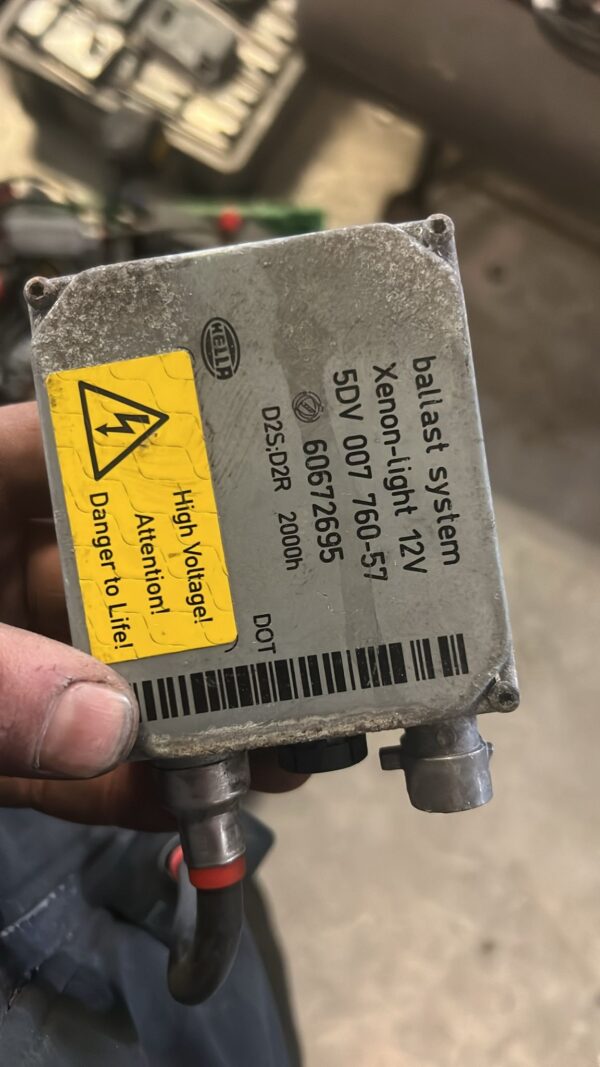 ballast system
Xenon-light 12V
5DV 007 760-57
60672695
D2S:D2R 2000h
DOT
HELLA
High Voltage!
Attention!
Danger to Life!